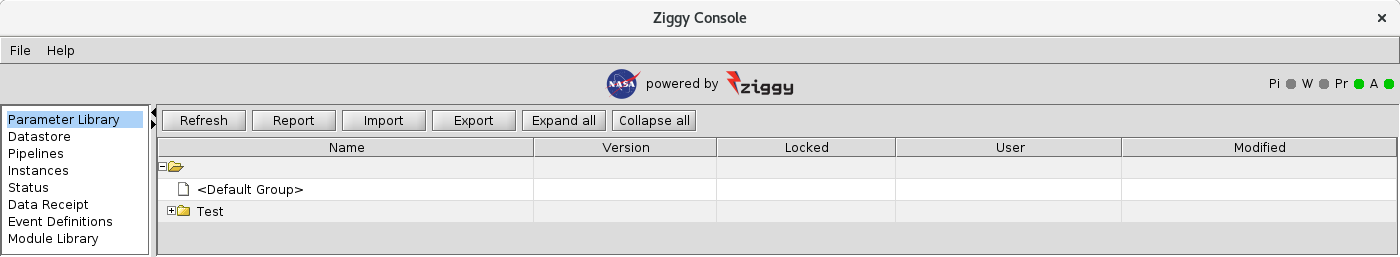 Ziggy Console
File Help
NASA powered by ziggy Pi W Pr A
Parameter Library
Datastore
Pipelines
Instances
Status
Data Receipt
Event Definitions
Module Library
Refresh Report Import Export Expand all Collapse all
Name Version Locked User Modified
<Default Group>
Test